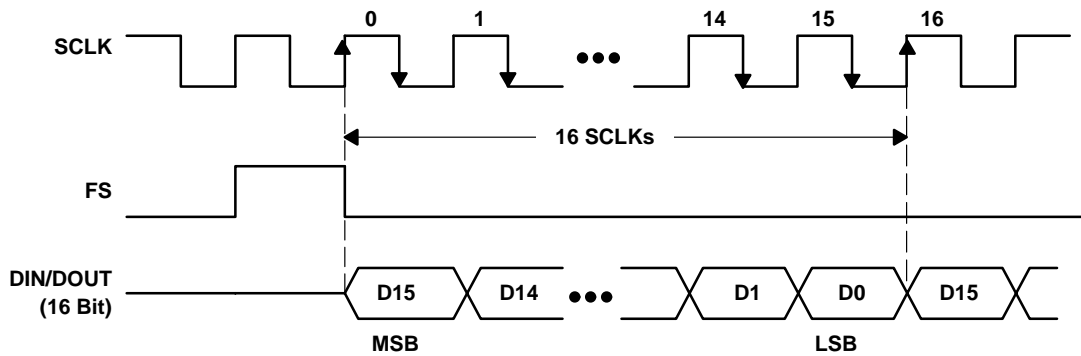 0 1 14 15 16
SCLK
16 SCLKs
FS
DIN/DOUT
(16 Bit)
D15 D14 D1 D0 D15
MSB LSB